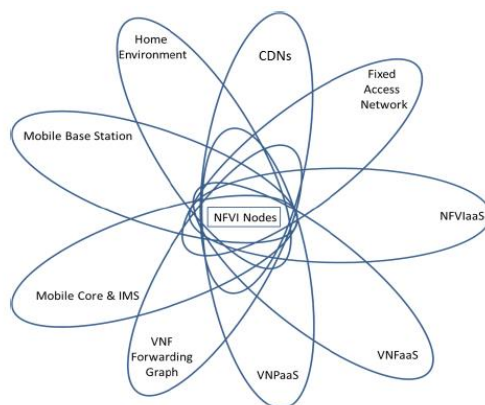 Home
Environment
CDNs
Fixed
Access
Network
Mobile Base Station
NFVI Nodes
NFVIaaS
Mobile Core & IMS
VNF
Forwarding
Graph
VNPaaS
VNFaaS